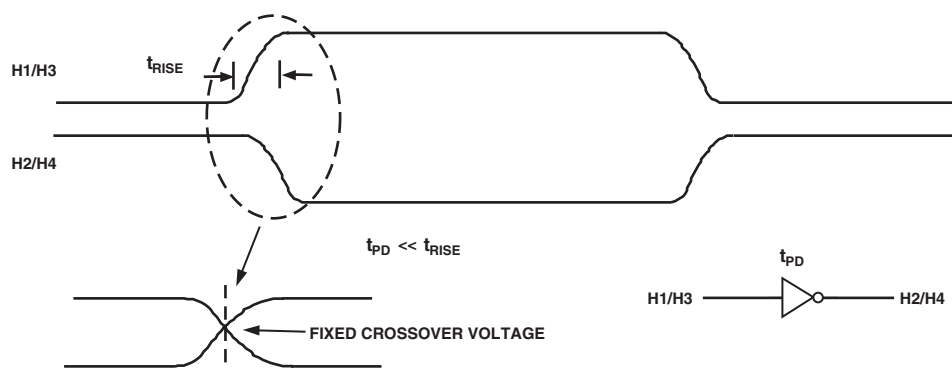 H1/H3
tRISE
H2/H4
tPD << tRISE
tPD
H1/H3
H2/H4
FIXED CROSSOVER VOLTAGE